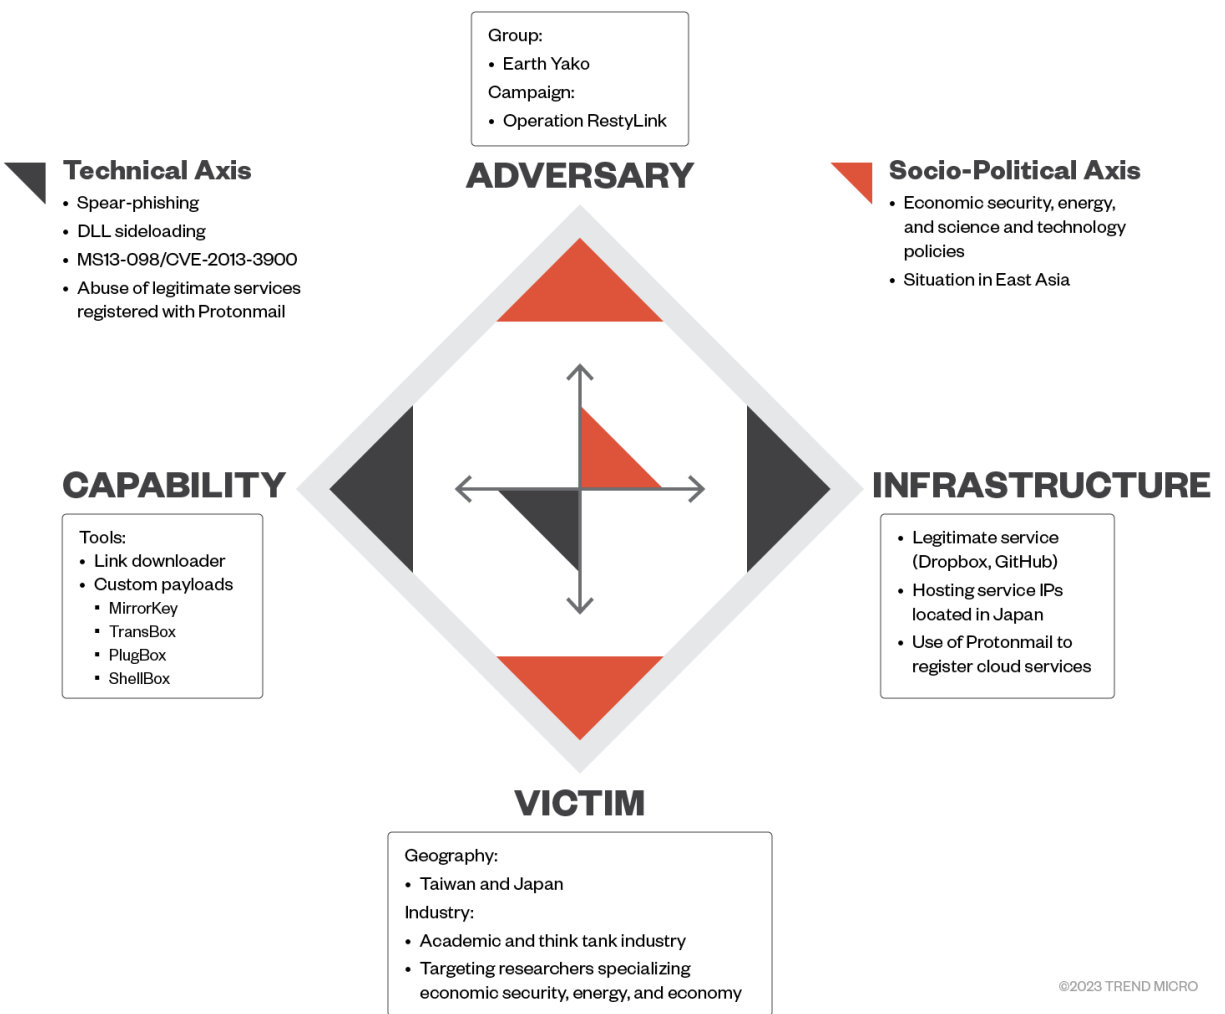 Group:
• Earth Yako
Campaign:
• Operation RestyLink
ADVERSARY
Technical Axis
• Spear-phishing
• DLL sideloading
• MS13-098/CVE-2013-3900
• Abuse of legitimate services
registered with Protonmail
Socio-Political Axis
• Economic security, energy,
and science and technology
policies
• Situation in East Asia
CAPABILITY
Tools:
• Link downloader
• Custom payloads
▪ MirrorKey
▪ TransBox
▪ PlugBox
▪ ShellBox
INFRASTRUCTURE
• Legitimate service
(Dropbox, GitHub)
• Hosting service IPs
located in Japan
• Use of Protonmail to
register cloud services
VICTIM
Geography:
• Taiwan and Japan
Industry:
• Academic and think tank industry
• Targeting researchers specializing
economic security, energy, and economy
©2023 TREND MICRO